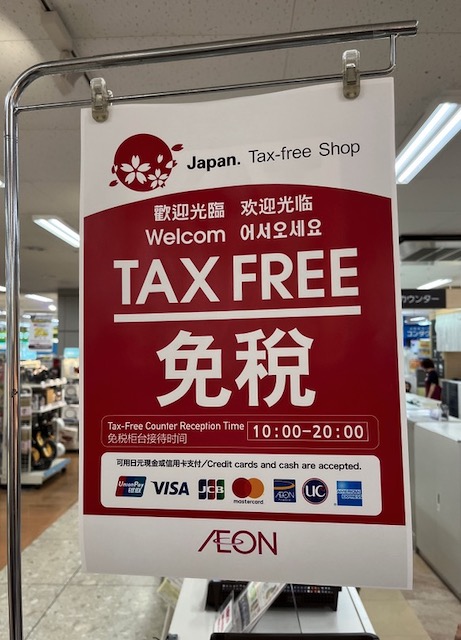 Japan. Tax-free Shop
歡迎光臨 欢迎光临
Welcom 어서오세요
TAX FREE
免税
Tax-Free Counter Reception Time
免税柜台接待时间
10:00-20:00
可用日元現金或信用卡支付/Credit cards and cash are accepted.
UnionPay 银联 VISA JCB mastercard AEON UC AMERICAN EXPRESS
ÆON
カウンター